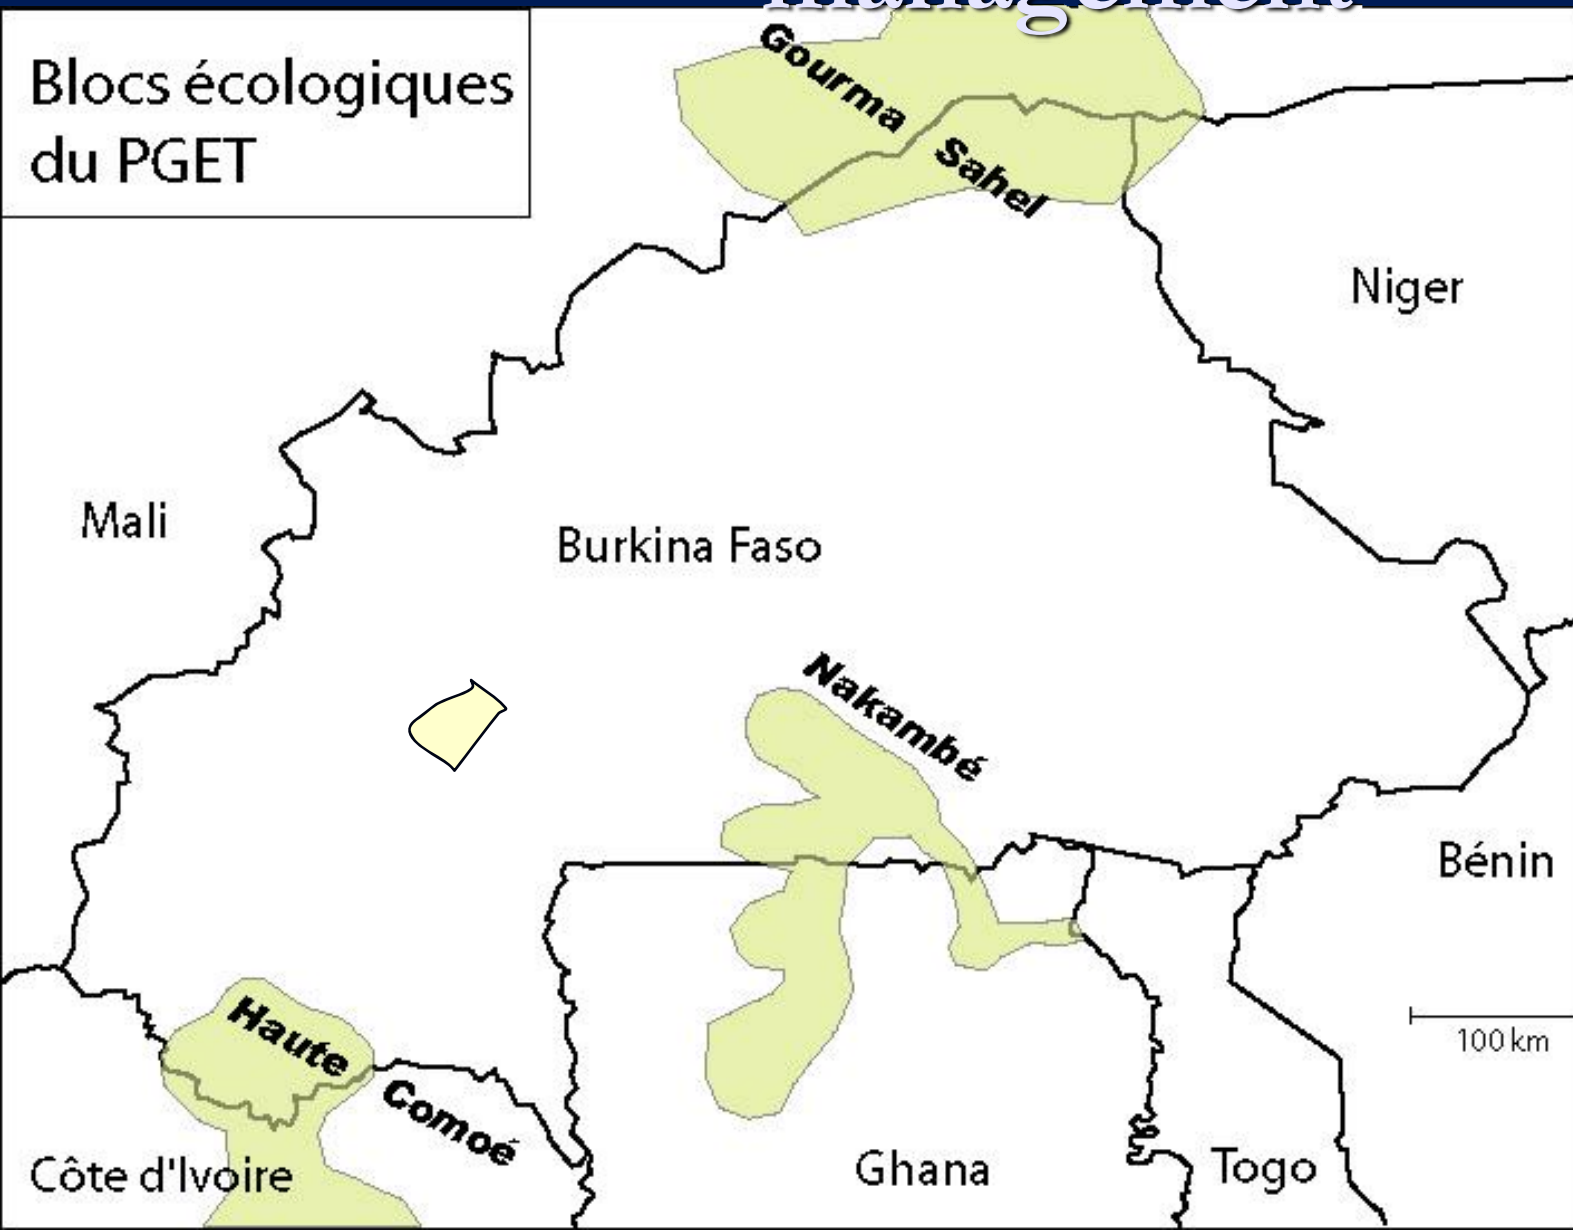 management
Blocs écologiques
du PGET
Gourma
Sahel
Niger
Mali
Burkina Faso
Nakambé
Bénin
Haute
Comoé
100 km
Côte d'Ivoire
Ghana
Togo